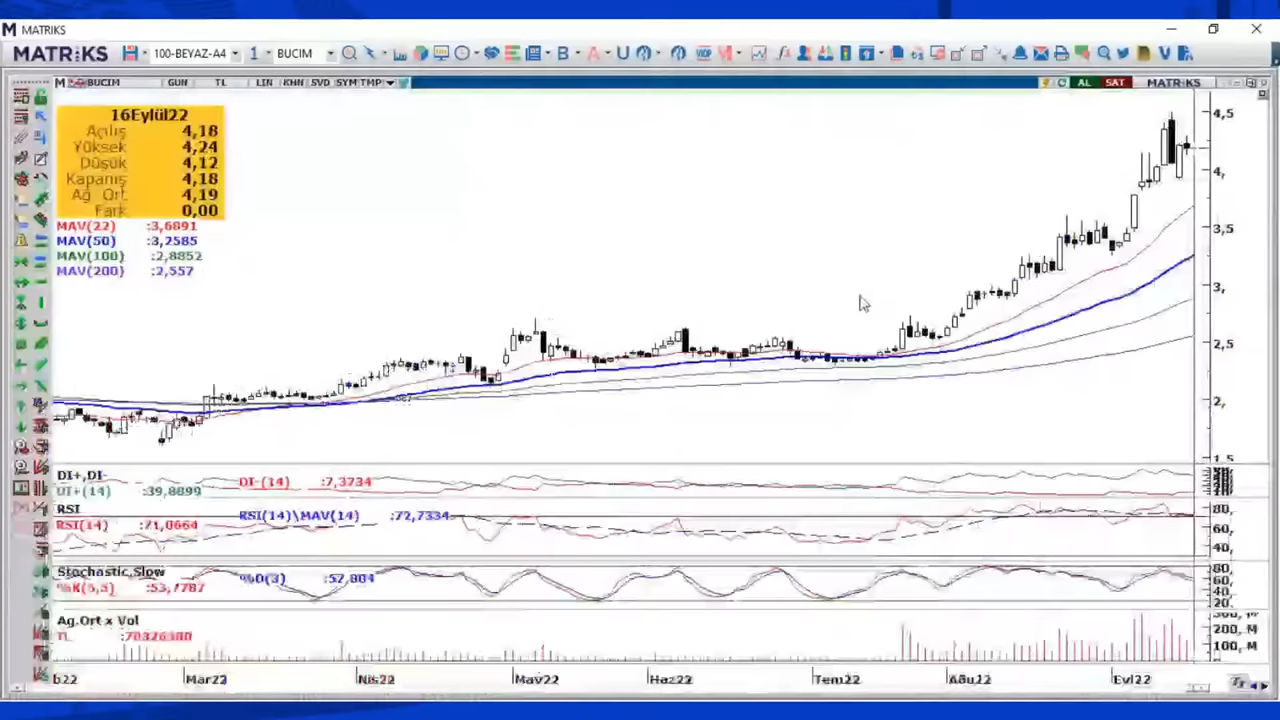 MATRIKS
MATRIKS 100-BEYAZ-A4 1 BUCIM
M BUCIM GUN TL LIN KHN SVD SYM TMP AL SAT MATRIKS
16Eylül22
Açılış 4,18
Yüksek 4,24
Düşük 4,12
Kapanış 4,18
Ağ Ort 4,19
Fark 0,00
MAV(22) :3,6891
MAV(50) :3,2585
MAV(100) :2,8852
MAV(200) :2,557
4,5
4,
3,5
3,
2,5
2,
1,5
DI+,DI-
DI+(14) :39,8899 DI-(14) :7,3734
RSI
RSI(14) :71,0664 RSI(14)\MAV(14) :72,7334
80,
60,
40,
Stochastic,Slow
%K(5,5) :53,7787 %D(3) :52,804
80,
60,
40,
20,
Ag.Ort x Vol
TL
200, M
100, M
Mar22 Nis22 May22 Haz22 Tem22 Ağu22 Eyl22